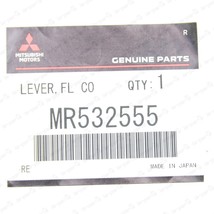 R
MITSUBISHI
MOTORS
GENUINE PARTS
LEVER, FL CO QTY: 1
MR532555
RE
MADE IN JAPAN